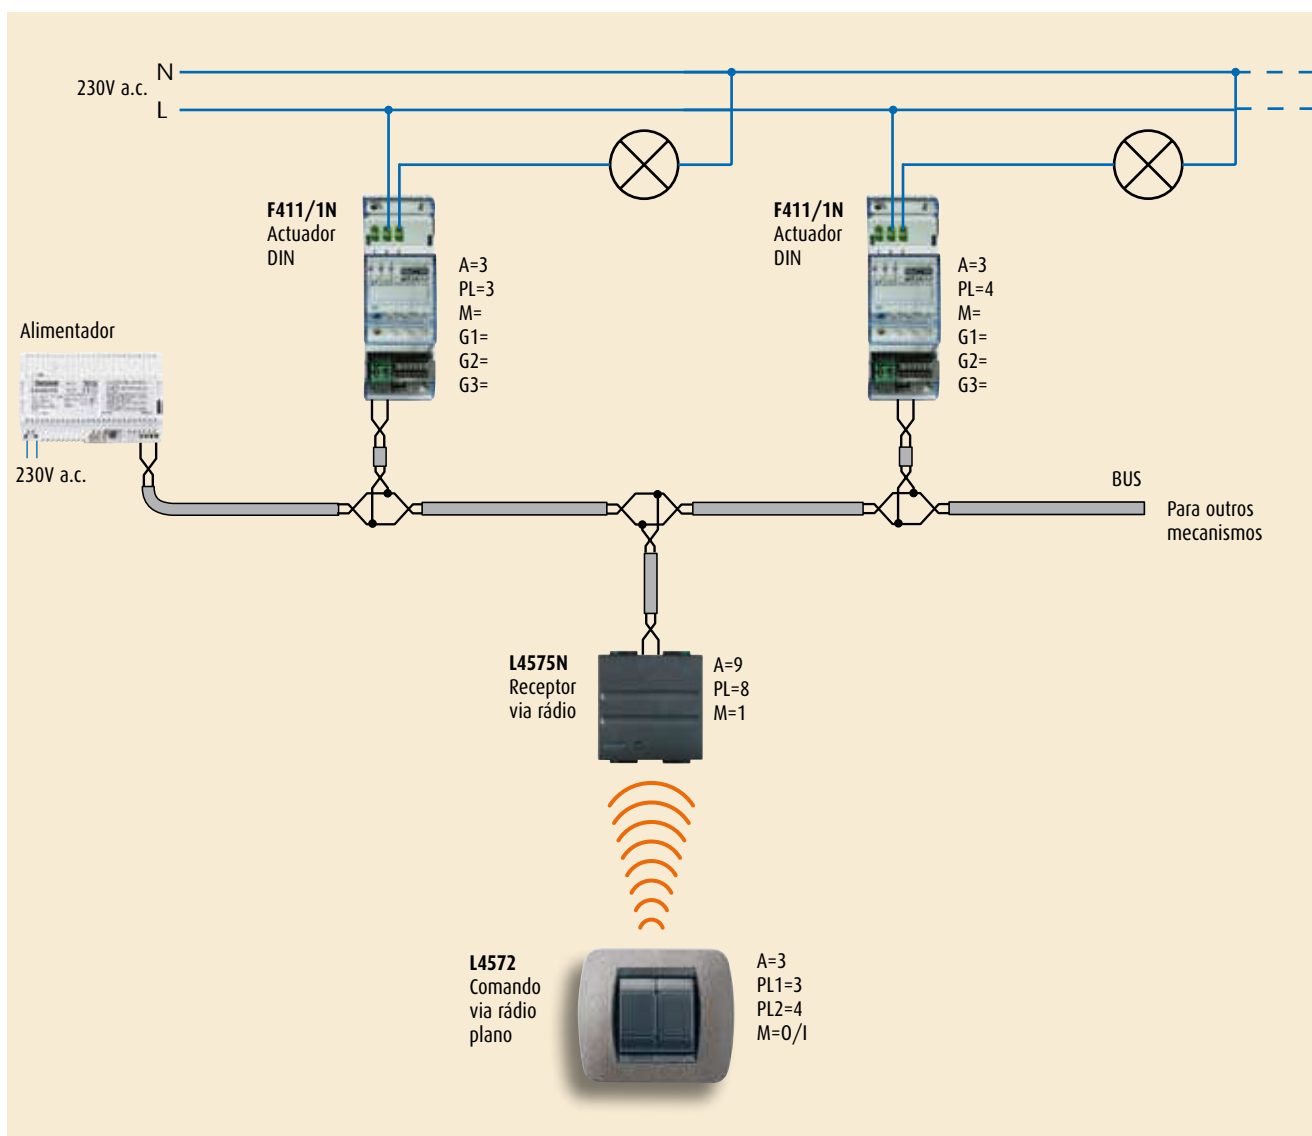 N
230V a.c.
L
F411/1N
Actuador
DIN
A=3
PL=3
M=
G1=
G2=
G3=
F411/1N
Actuador
DIN
A=3
PL=4
M=
G1=
G2=
G3=
Alimentador
230V a.c.
BUS
Para outros
mecanismos
L4575N
Receptor
via rádio
A=9
PL=8
M=1
L4572
Comando
via rádio
plano
A=3
PL1=3
PL2=4
M=O/I